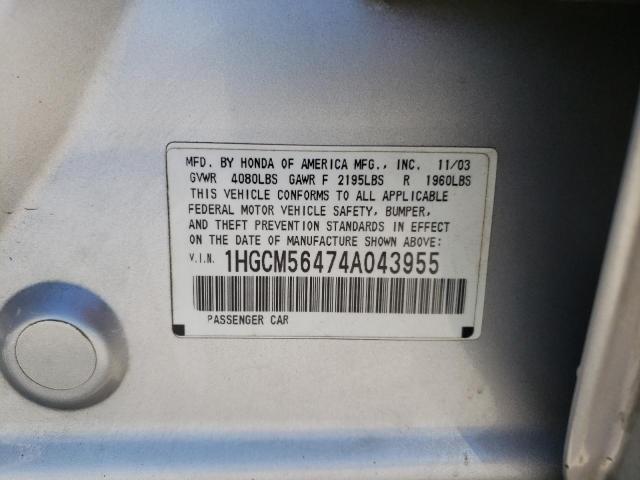 MFD. BY HONDA OF AMERICA MFG., INC. 11/03
GVWR 4080LBS GAWR F 2195LBS R 1960LBS
THIS VEHICLE CONFORMS TO ALL APPLICABLE
FEDERAL MOTOR VEHICLE SAFETY, BUMPER,
AND THEFT PREVENTION STANDARDS IN EFFECT
ON THE DATE OF MANUFACTURE SHOWN ABOVE:
V.I.N. 1HGCM56474A043955
PASSENGER CAR